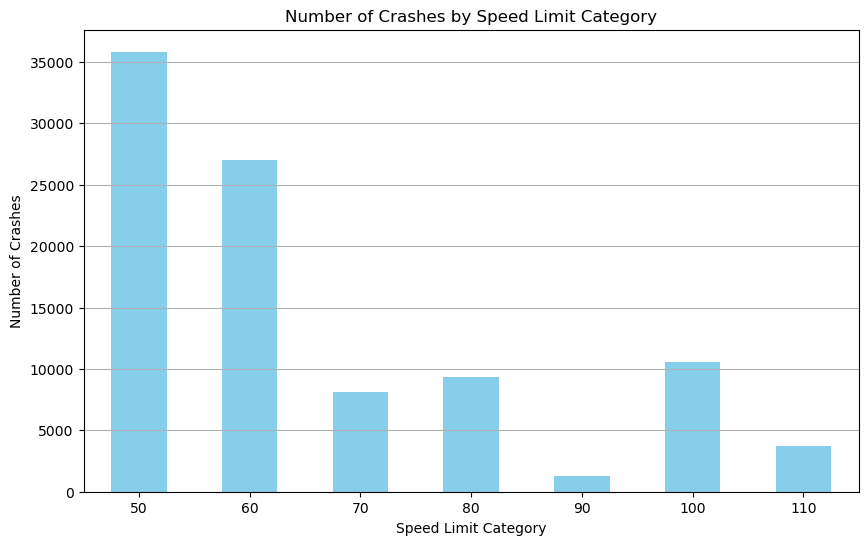 Number of Crashes by Speed Limit Category
Number of Crashes
35000
30000
25000
20000
15000
10000
5000
0
50 60 70 80 90 100 110
Speed Limit Category